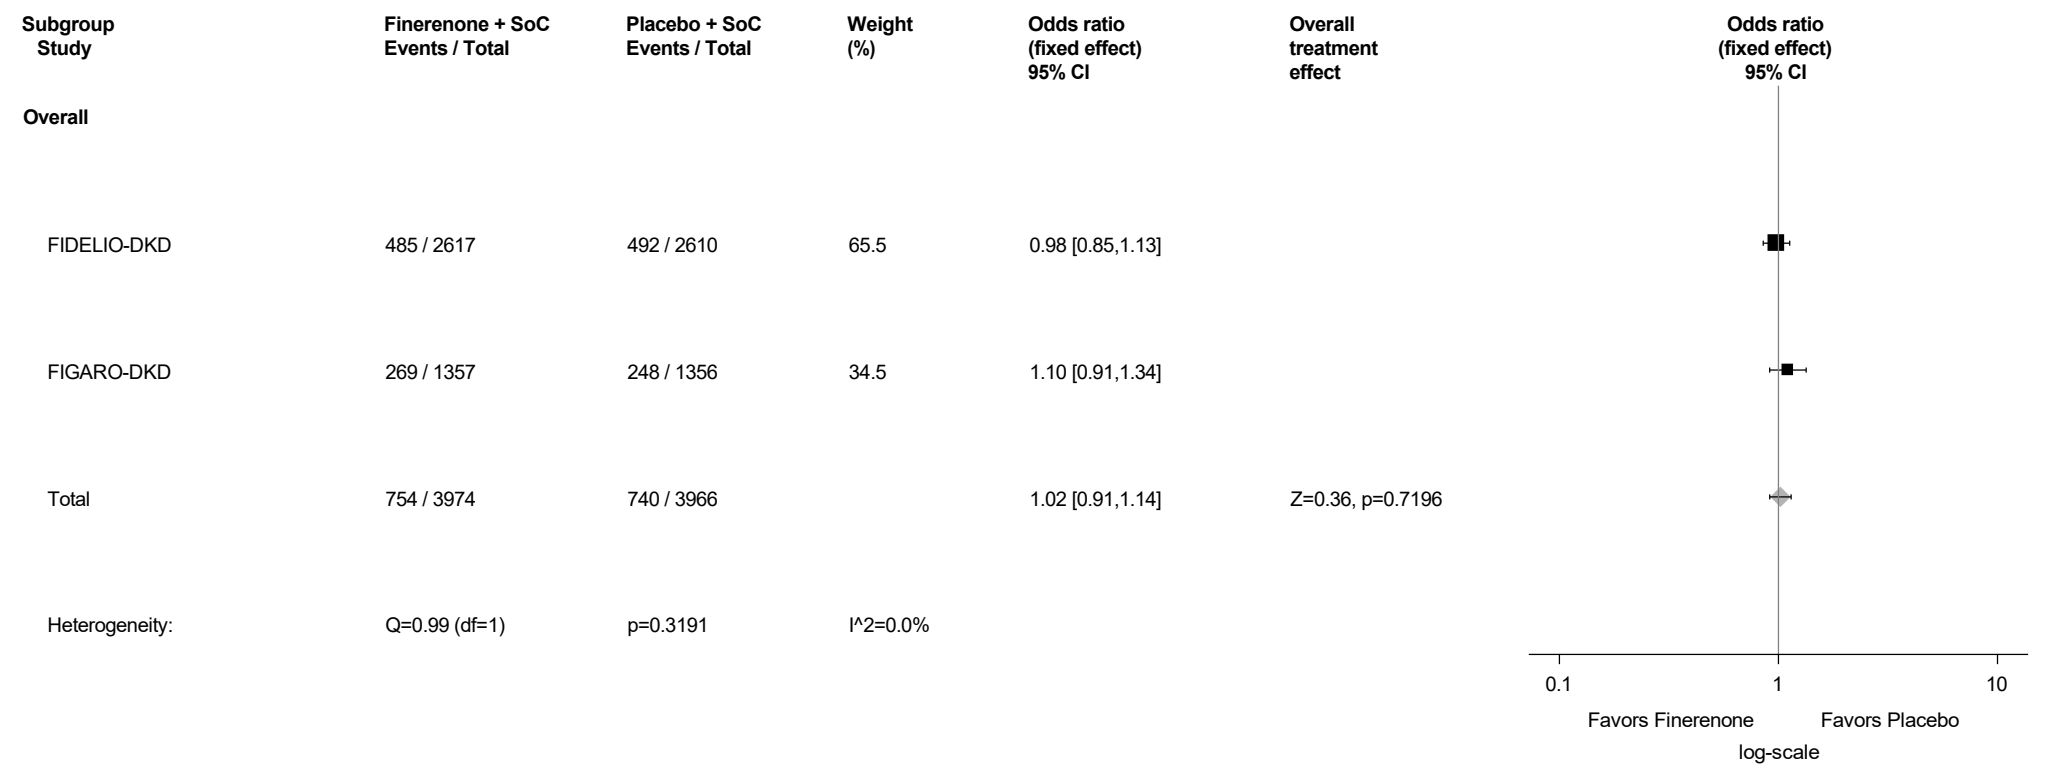 Subgroup Finerenone + SoC Placebo + SoC Weight Odds ratio Overall Odds ratio
Study Events / Total Events / Total (%) (fixed effect) treatment (fixed effect)
95% CI effect 95% CI
Overall
FIDELIO-DKD 485 / 2617 492 / 2610 65.5 0.98 [0.85,1.13]
FIGARO-DKD 269 / 1357 248 / 1356 34.5 1.10 [0.91,1.34]
Total 754 / 3974 740 / 3966 1.02 [0.91,1.14] Z=0.36, p=0.7196
Heterogeneity: Q=0.99 (df=1) p=0.3191 I^2=0.0%
0.1 1 10
Favors Finerenone Favors Placebo
log-scale